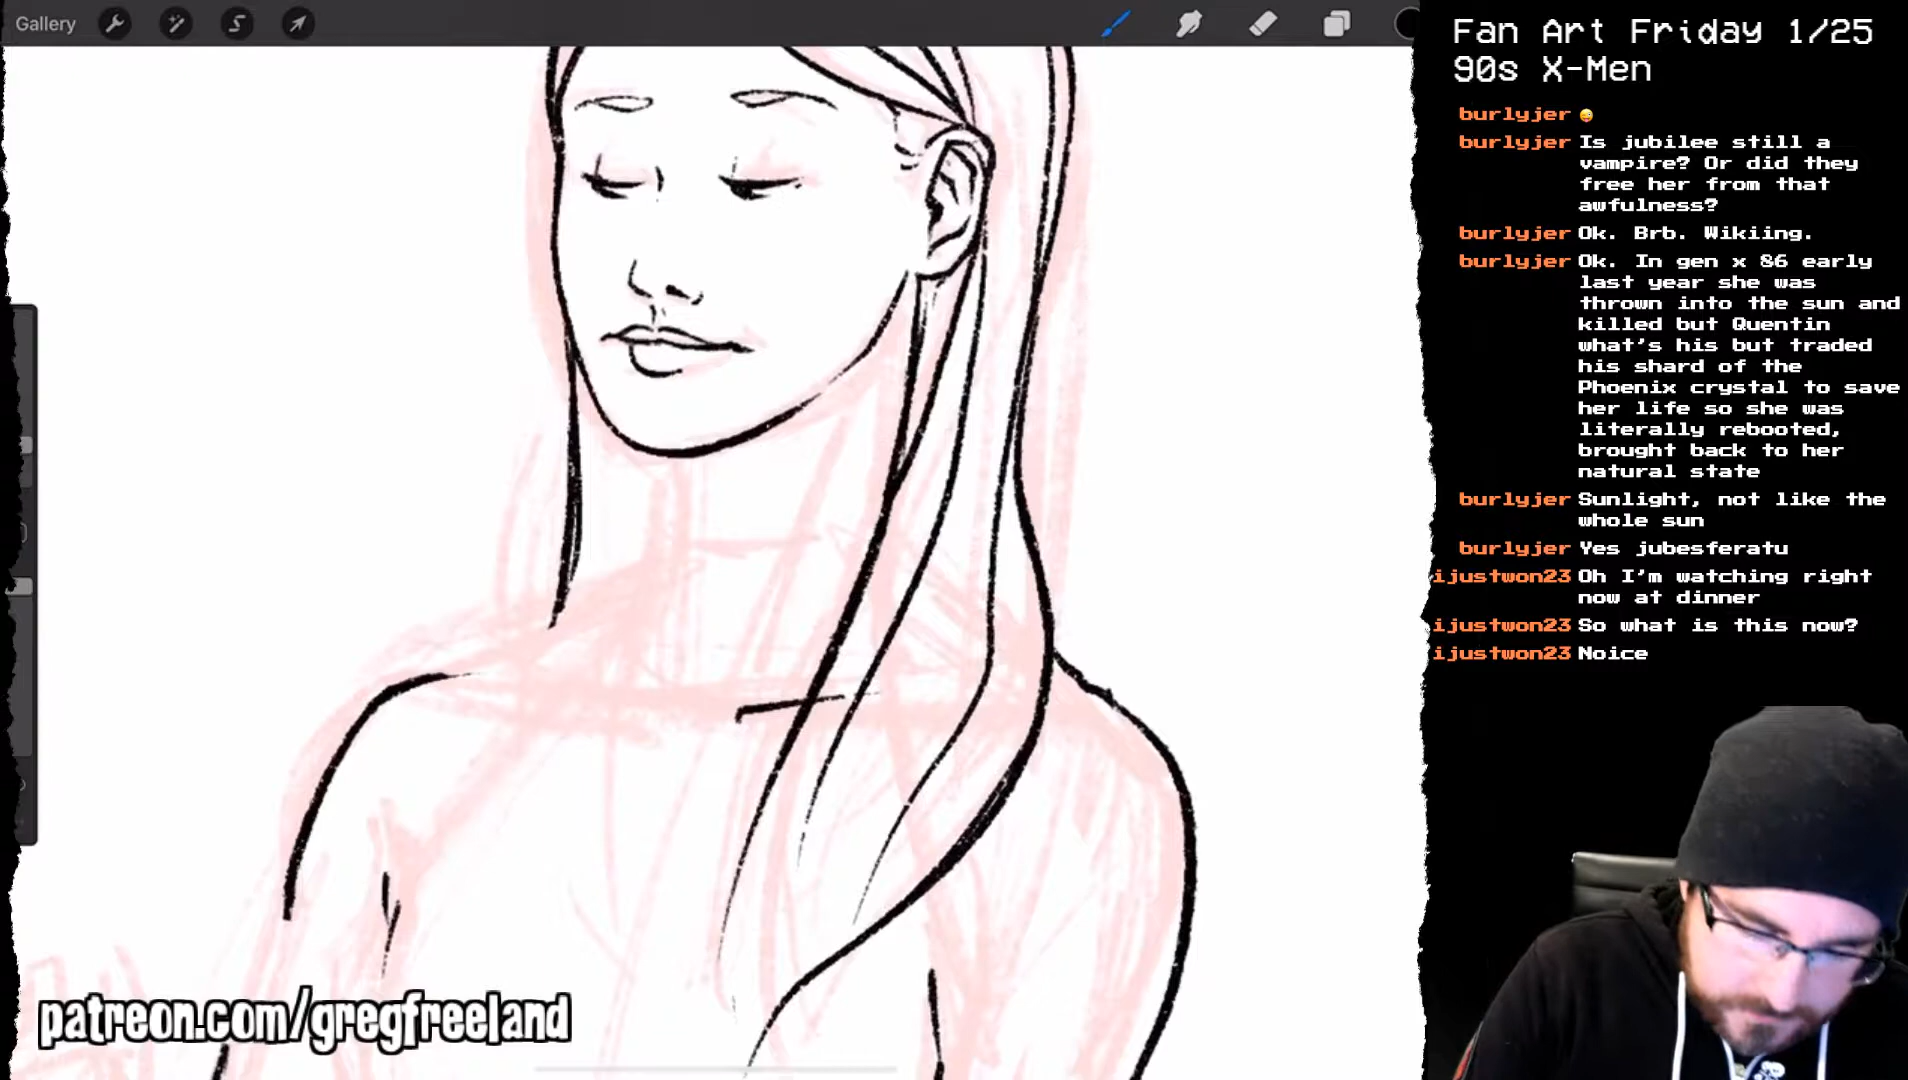 Gallery
Fan Art Friday 1/25
90s X-Men
burlyjer
burlyjer Is jubilee still a
vampire? Or did they
free her from that
awfulness?
burlyjer Ok. Brb. Wikiing.
burlyjer Ok. In gen x 86 early
last year she was
thrown into the sun and
killed but Quentin
what's his but traded
his shard of the
Phoenix crystal to save
her life so she was
literally rebooted,
brought back to her
natural state
burlyjer Sunlight, not like the
whole sun
burlyjer Yes jubesferatu
ijustwon23 Oh I'm watching right
now at dinner
ijustwon23 So what is this now?
ijustwon23 Noice
patreon.com/gregfreeland